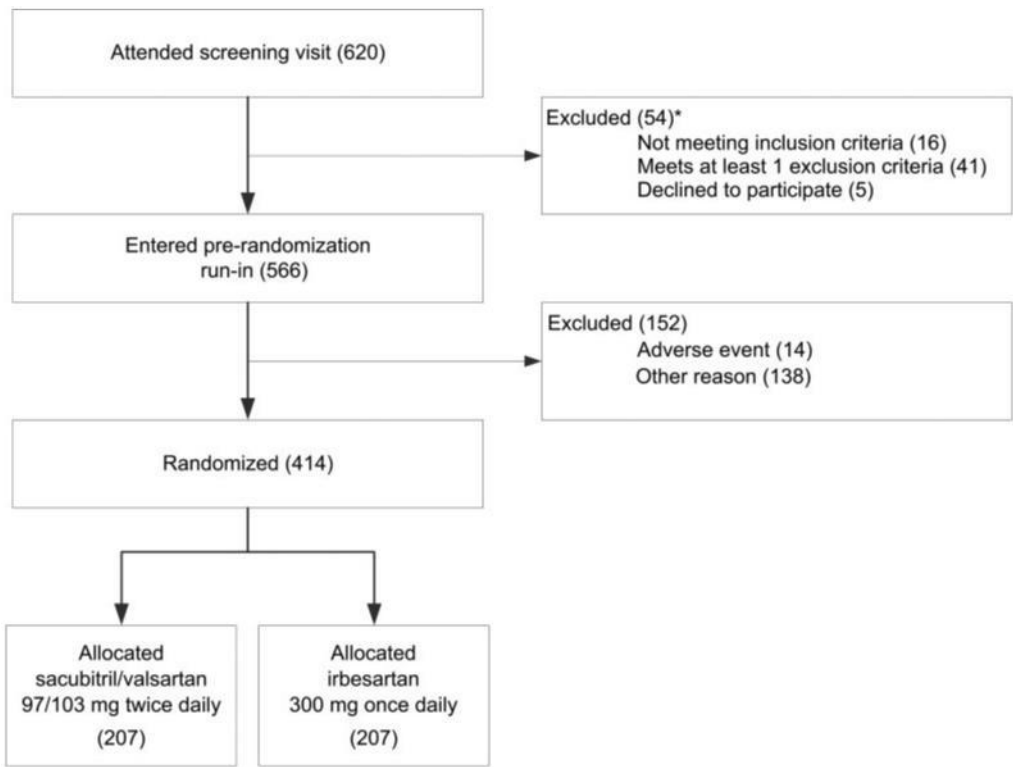 Attended screening visit (620)
Excluded (54)*
Not meeting inclusion criteria (16)
Meets at least 1 exclusion criteria (41)
Declined to participate (5)
Entered pre-randomization
run-in (566)
Excluded (152)
Adverse event (14)
Other reason (138)
Randomized (414)
Allocated
sacubitril/valsartan
97/103 mg twice daily
(207)
Allocated
irbesartan
300 mg once daily
(207)